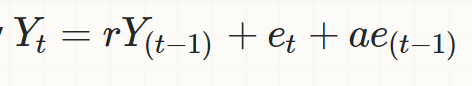 Y_t = rY_{(t−1)} + e_t + ae_{(t−1)}